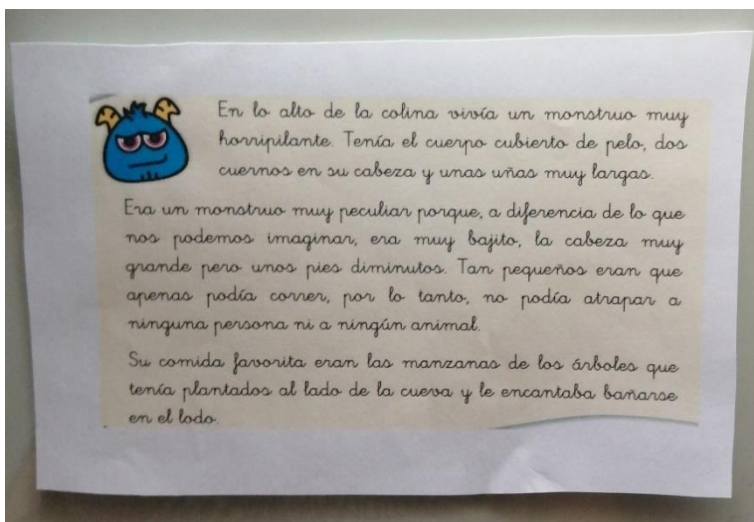 En lo alto de la colina vivía un monstruo muy
horripilante. Tenía el cuerpo cubierto de pelo, dos
cuernos en su cabeza y unas uñas muy largas.
Era un monstruo muy peculiar porque, a diferencia de lo que
nos podemos imaginar, era muy bajito, la cabeza muy
grande pero unos pies diminutos. Tan pequeños eran que
apenas podía correr, por lo tanto, no podía atrapar a
ninguna persona ni a ningún animal.
Su comida favorita eran las manzanas de los árboles que
tenía plantados al lado de la cueva y le encantaba bañarse
en el lodo.